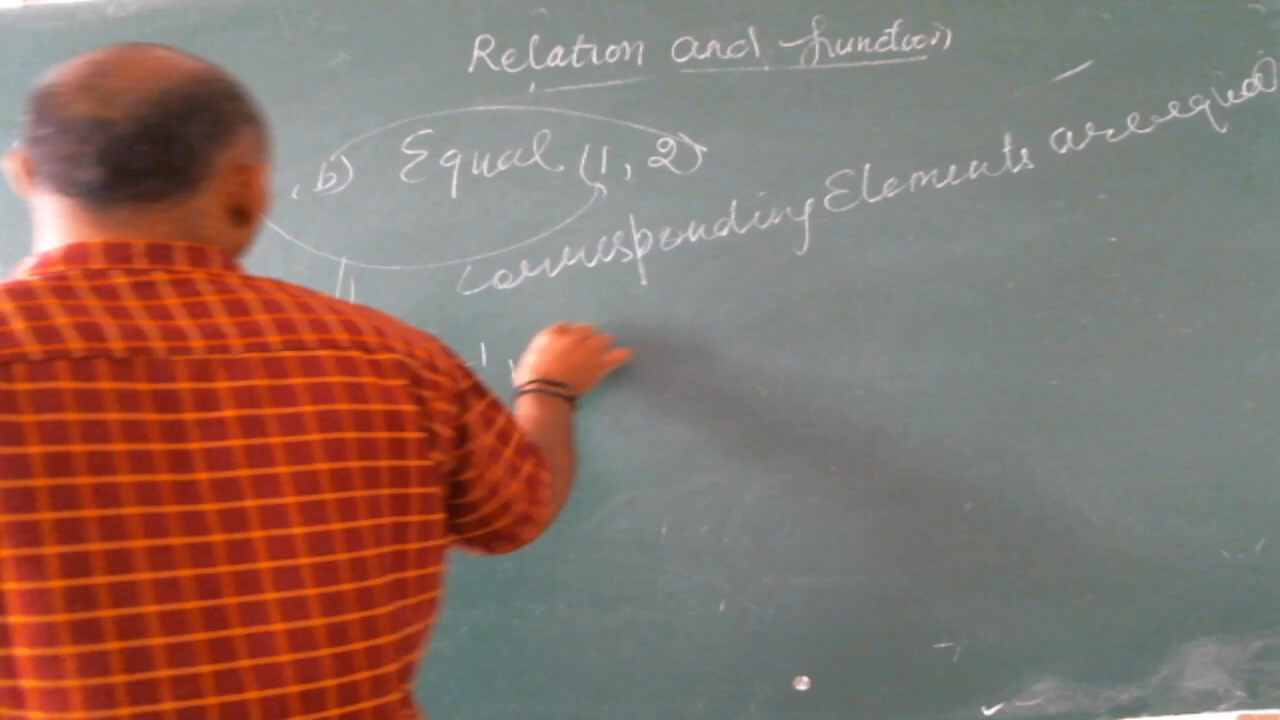 Relation and function
, b) Equal (1, 2)
corresponding Elements are equal